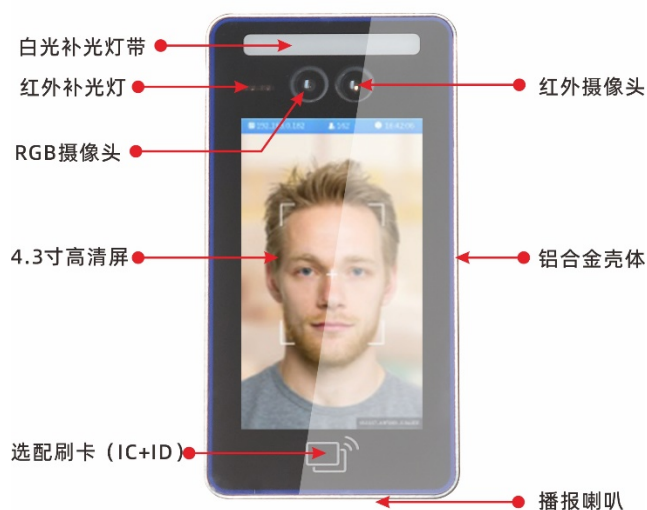 白光补光灯带
红外补光灯
红外摄像头
RGB摄像头
4.3寸高清屏
铝合金壳体
选配刷卡（IC+ID）
播报喇叭